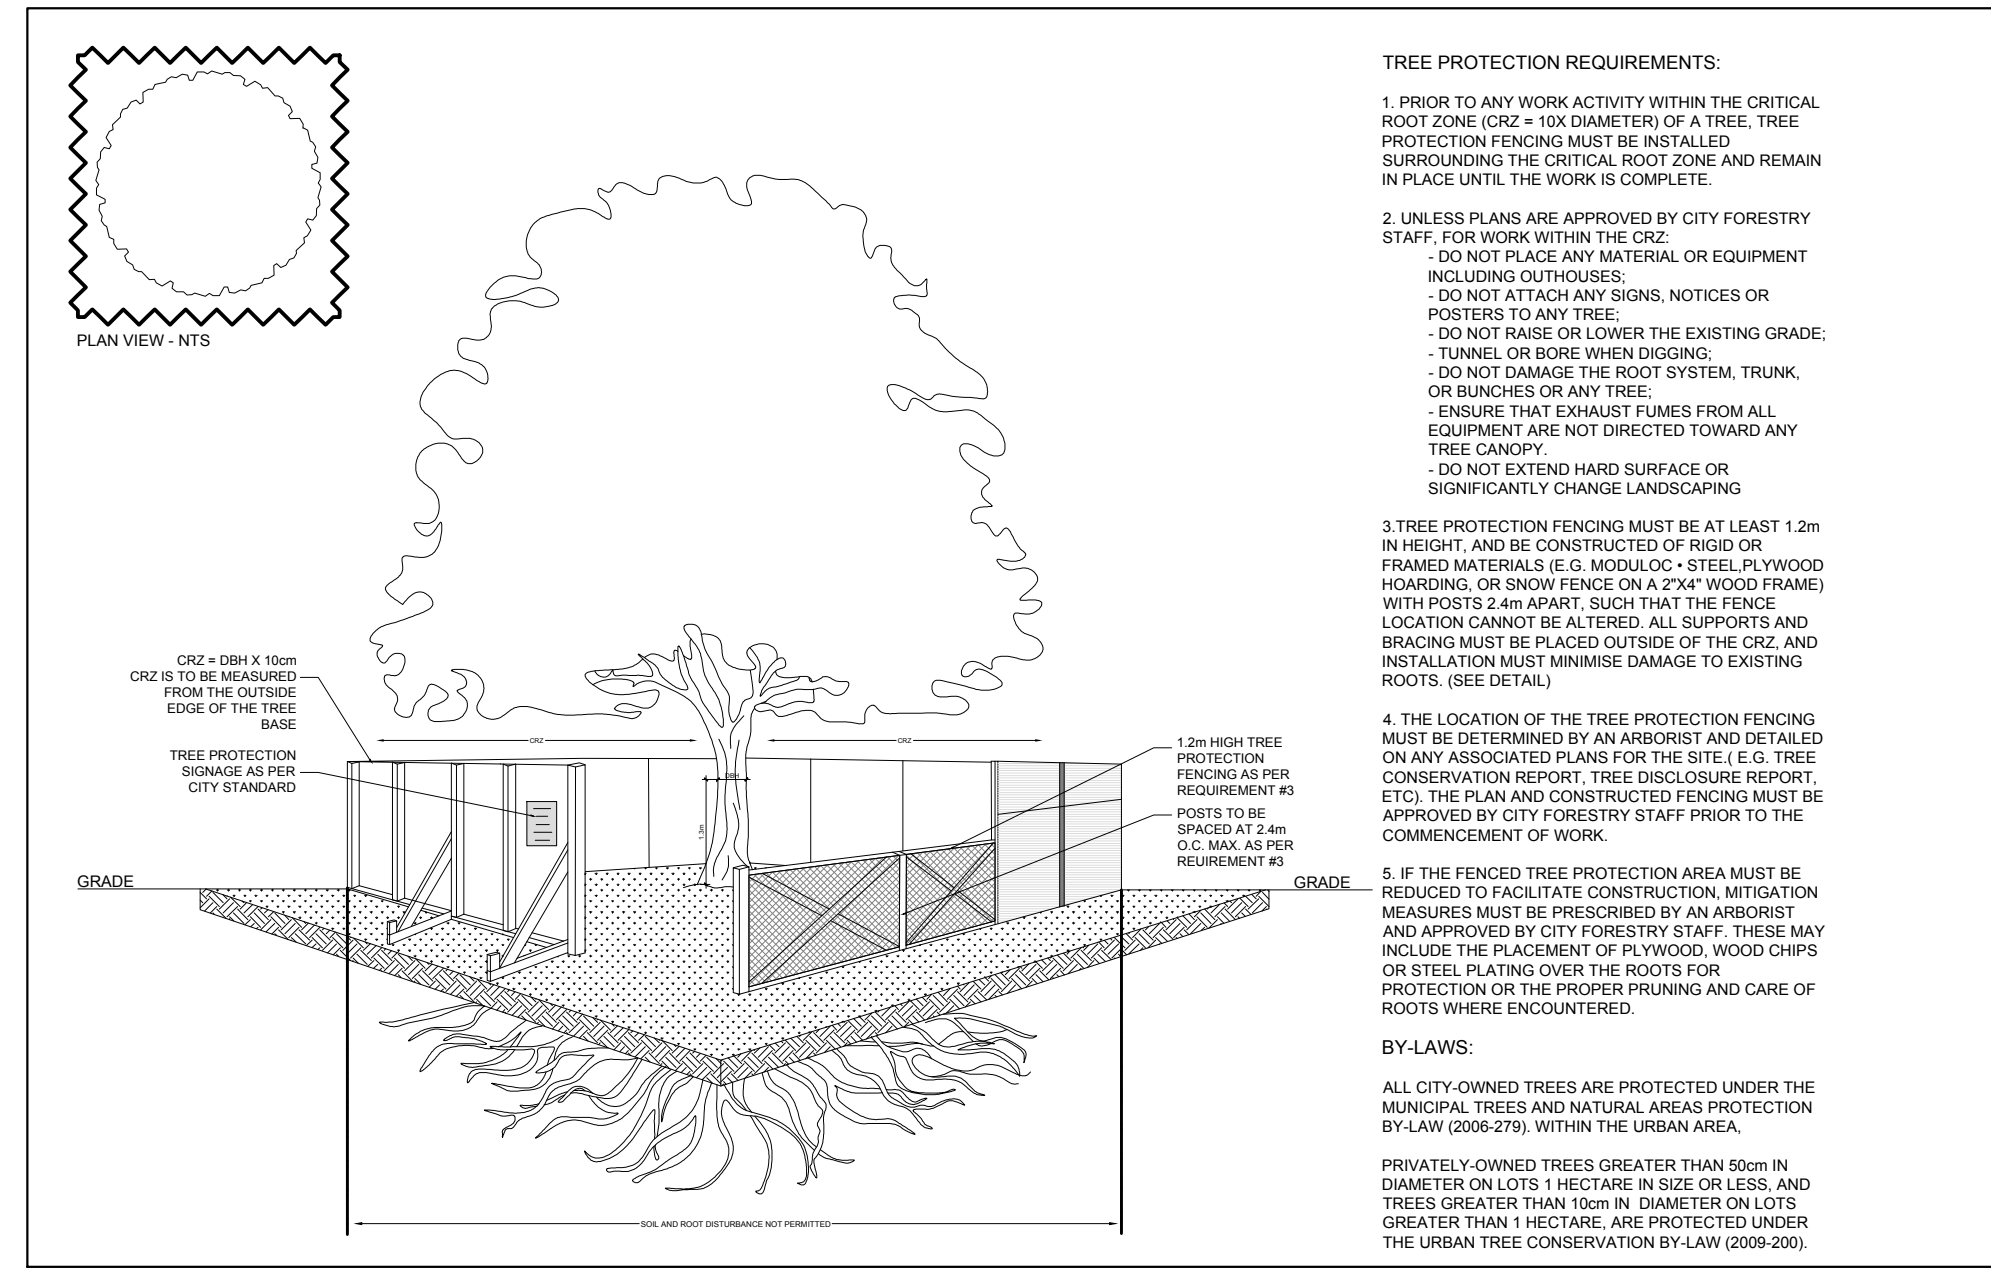 PLAN VIEW - NTS
CRZ = DBH X 10cm
CRZ IS TO BE MEASURED
FROM THE OUTSIDE
EDGE OF THE TREE
BASE
TREE PROTECTION
SIGNAGE AS PER
CITY STANDARD
GRADE
CRZ
CRZ
DBH
1.3m
1.2m HIGH TREE
PROTECTION
FENCING AS PER
REQUIREMENT #3
POSTS TO BE
SPACED AT 2.4m
O.C. MAX. AS PER
REUIREMENT #3
GRADE
SOIL AND ROOT DISTURBANCE NOT PERMITTED
TREE PROTECTION REQUIREMENTS:
1. PRIOR TO ANY WORK ACTIVITY WITHIN THE CRITICAL
ROOT ZONE (CRZ = 10X DIAMETER) OF A TREE, TREE
PROTECTION FENCING MUST BE INSTALLED
SURROUNDING THE CRITICAL ROOT ZONE AND REMAIN
IN PLACE UNTIL THE WORK IS COMPLETE.
2. UNLESS PLANS ARE APPROVED BY CITY FORESTRY
STAFF, FOR WORK WITHIN THE CRZ:
- DO NOT PLACE ANY MATERIAL OR EQUIPMENT
INCLUDING OUTHOUSES;
- DO NOT ATTACH ANY SIGNS, NOTICES OR
POSTERS TO ANY TREE;
- DO NOT RAISE OR LOWER THE EXISTING GRADE;
- TUNNEL OR BORE WHEN DIGGING;
- DO NOT DAMAGE THE ROOT SYSTEM, TRUNK,
OR BUNCHES OR ANY TREE;
- ENSURE THAT EXHAUST FUMES FROM ALL
EQUIPMENT ARE NOT DIRECTED TOWARD ANY
TREE CANOPY.
- DO NOT EXTEND HARD SURFACE OR
SIGNIFICANTLY CHANGE LANDSCAPING
3.TREE PROTECTION FENCING MUST BE AT LEAST 1.2m
IN HEIGHT, AND BE CONSTRUCTED OF RIGID OR
FRAMED MATERIALS (E.G. MODULOC • STEEL,PLYWOOD
HOARDING, OR SNOW FENCE ON A 2"X4" WOOD FRAME)
WITH POSTS 2.4m APART, SUCH THAT THE FENCE
LOCATION CANNOT BE ALTERED. ALL SUPPORTS AND
BRACING MUST BE PLACED OUTSIDE OF THE CRZ, AND
INSTALLATION MUST MINIMISE DAMAGE TO EXISTING
ROOTS. (SEE DETAIL)
4. THE LOCATION OF THE TREE PROTECTION FENCING
MUST BE DETERMINED BY AN ARBORIST AND DETAILED
ON ANY ASSOCIATED PLANS FOR THE SITE.( E.G. TREE
CONSERVATION REPORT, TREE DISCLOSURE REPORT,
ETC). THE PLAN AND CONSTRUCTED FENCING MUST BE
APPROVED BY CITY FORESTRY STAFF PRIOR TO THE
COMMENCEMENT OF WORK.
5. IF THE FENCED TREE PROTECTION AREA MUST BE
REDUCED TO FACILITATE CONSTRUCTION, MITIGATION
MEASURES MUST BE PRESCRIBED BY AN ARBORIST
AND APPROVED BY CITY FORESTRY STAFF. THESE MAY
INCLUDE THE PLACEMENT OF PLYWOOD, WOOD CHIPS
OR STEEL PLATING OVER THE ROOTS FOR
PROTECTION OR THE PROPER PRUNING AND CARE OF
ROOTS WHERE ENCOUNTERED.
BY-LAWS:
ALL CITY-OWNED TREES ARE PROTECTED UNDER THE
MUNICIPAL TREES AND NATURAL AREAS PROTECTION
BY-LAW (2006-279). WITHIN THE URBAN AREA,
PRIVATELY-OWNED TREES GREATER THAN 50cm IN
DIAMETER ON LOTS 1 HECTARE IN SIZE OR LESS, AND
TREES GREATER THAN 10cm IN DIAMETER ON LOTS
GREATER THAN 1 HECTARE, ARE PROTECTED UNDER
THE URBAN TREE CONSERVATION BY-LAW (2009-200).